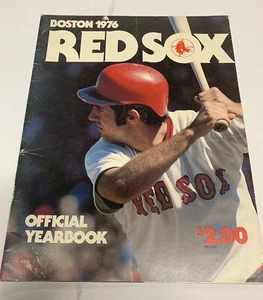 BOSTON 1976
RED SOX
RED SOX
OFFICIAL
YEARBOOK
$2.00